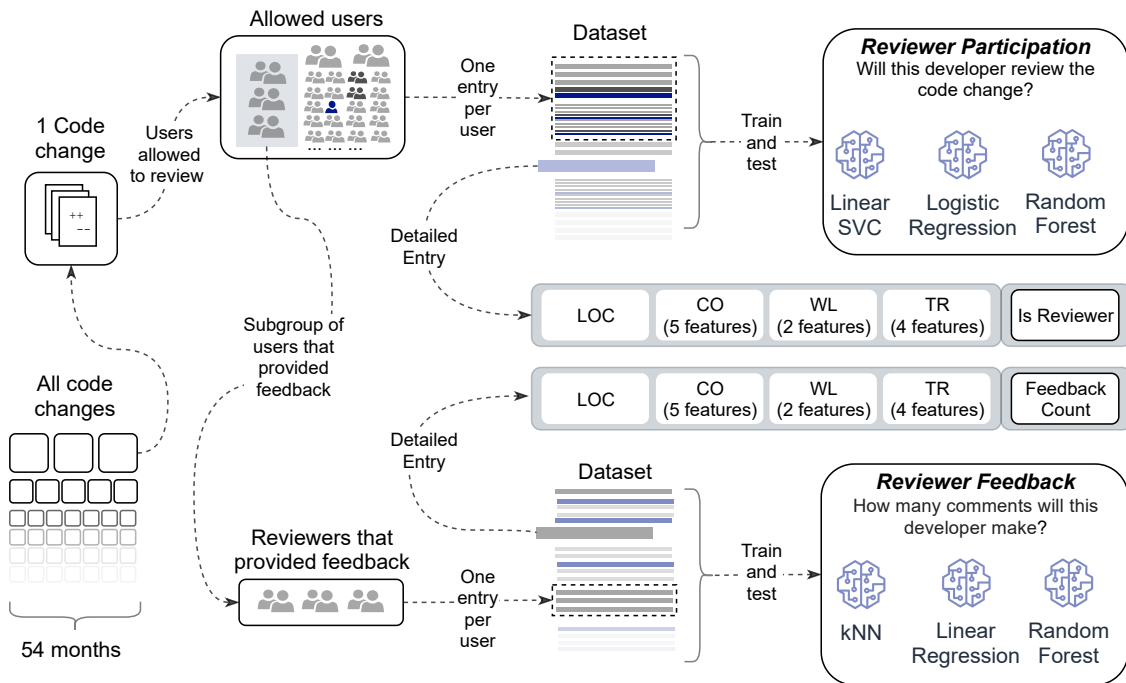 Allowed users
1 Code
change
++
--
Users
allowed
to review
... ...
One
entry
per
user
Dataset
Train
and
test
Reviewer Participation
Will this developer review the
code change?
Linear
SVC
Logistic
Regression
Random
Forest
Detailed
Entry
LOC
CO
(5 features)
WL
(2 features)
TR
(4 features)
Is Reviewer
Subgroup of
users that
provided
feedback
LOC
CO
(5 features)
WL
(2 features)
TR
(4 features)
Feedback
Count
All code
changes
54 months
Detailed
Entry
Reviewers that
provided feedback
One
entry
per
user
Dataset
Train
and
test
Reviewer Feedback
How many comments will this
developer make?
kNN
Linear
Regression
Random
Forest